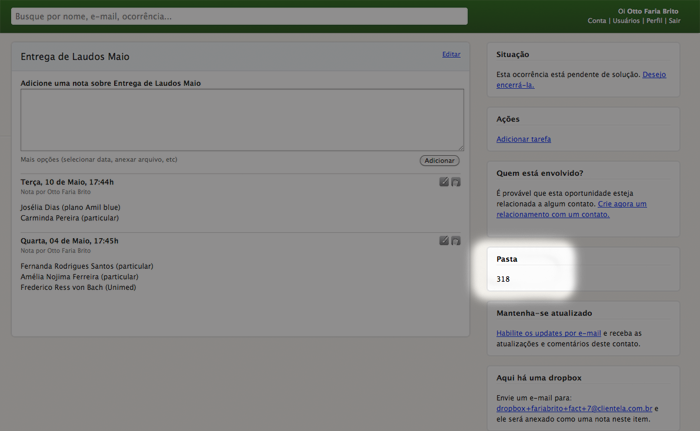 Busque por nome, e-mail, ocorrência...
Oi Otto Faria Brito
Conta | Usuários | Perfil | Sair
Entrega de Laudos Maio
Editar
Adicione uma nota sobre Entrega de Laudos Maio
Mais opções (selecionar data, anexar arquivo, etc)
Adicionar
Terça, 10 de Maio, 17:44h
Nota por Otto Faria Brito
Josélia Dias (plano Amil blue)
Carminda Pereira (particular)
Quarta, 04 de Maio, 17:45h
Nota por Otto Faria Brito
Fernanda Rodrigues Santos (particular)
Amélia Nojima Ferreira (particular)
Frederico Ress von Bach (Unimed)
Situação
Esta ocorrência está pendente de solução. Desejo
encerrá-la.
Ações
Adicionar tarefa
Quem está envolvido?
É provável que esta oportunidade esteja
relacionada a algum contato. Crie agora um
relacionamento com um contato.
Pasta
318
Mantenha-se atualizado
Habilite os updates por e-mail e receba as
atualizações e comentários deste contato.
Aqui há uma dropbox
Envie um e-mail para:
dropbox+fariabrito+fact+7@clientela.com.br e
ele será anexado como uma nota neste item.